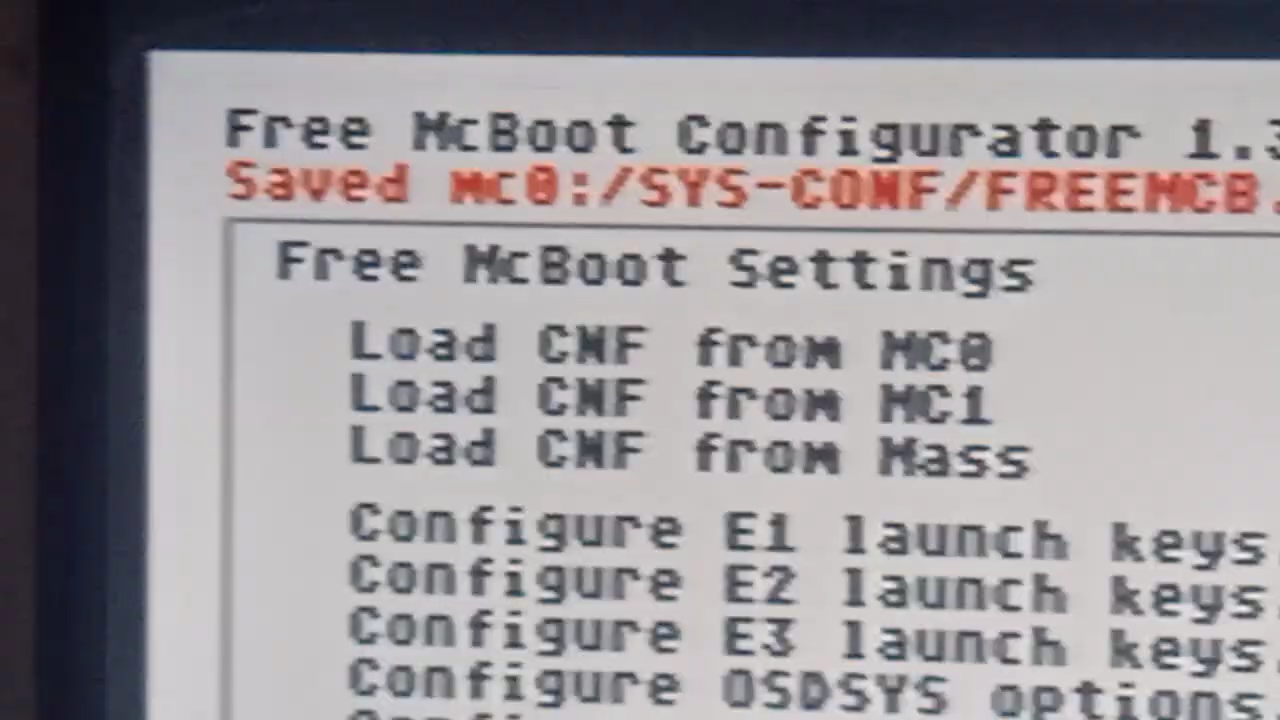 Free McBoot Configurator 1.3
Saved mc0:/SYS-CONF/FREEMCB.
Free McBoot Settings
Load CNF from MC0
Load CNF from MC1
Load CNF from Mass
Configure E1 launch keys.
Configure E2 launch keys.
Configure E3 launch keys.
Configure OSDSYS options.